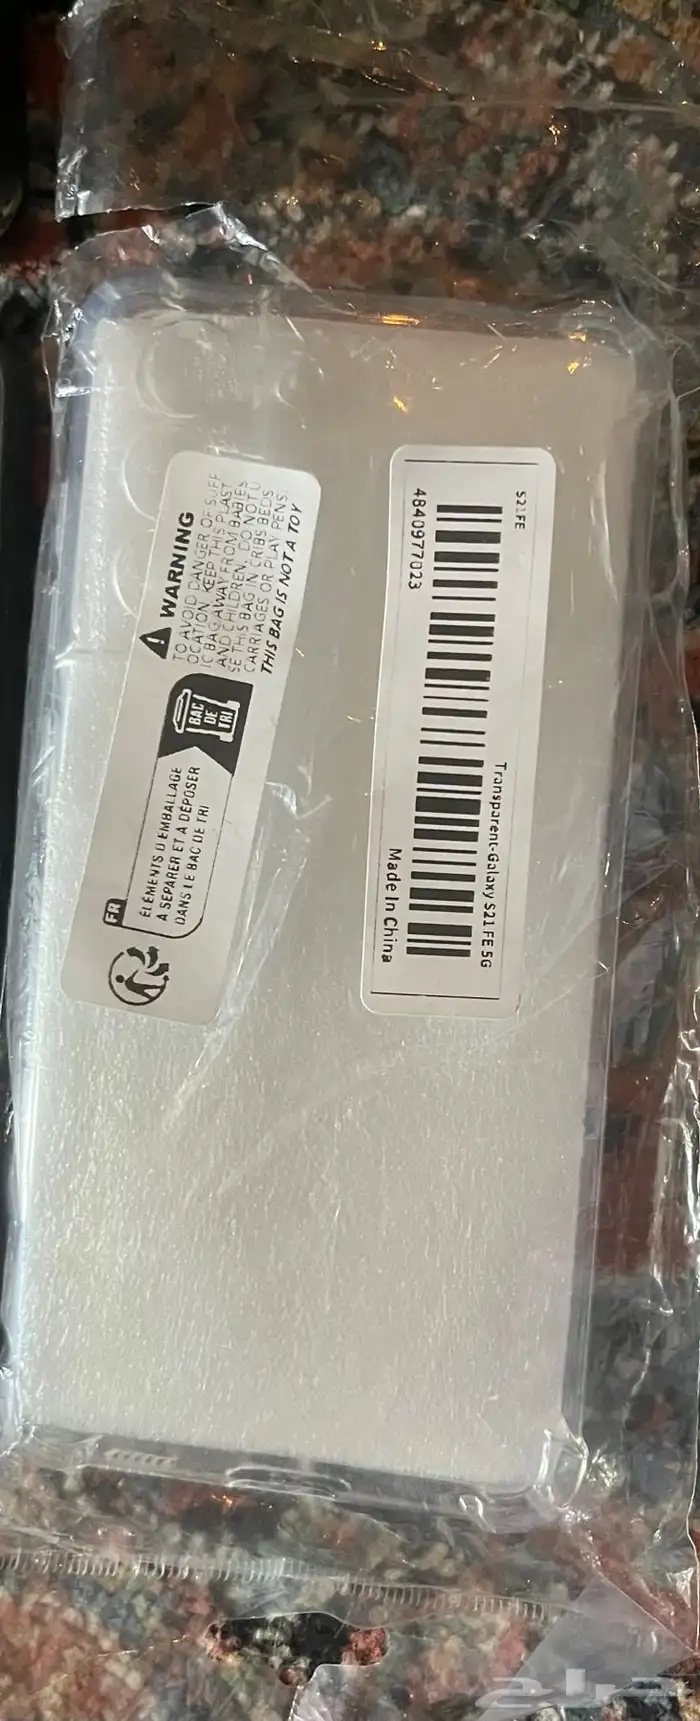 S21FE
Transparent-Galaxy S21 FE 5G
4840977023
Made In China
WARNING
TO AVOID DANGER OF SUFF
OCATION, KEEP THIS PLAST
IC BAG AWAY FROM BABIES
AND CHILDREN, DO NOT U
SE THIS BAG IN CRIBS BEDS
CARRIAGES OR PLAY PENS.
THIS BAG IS NOT A TOY
BAC
DE
TRI
FR
ÉLÉMENTS D EMBALLAGE
A SEPARER ET A DÉPOSER
DANS LE BAC DE TRI
حراج